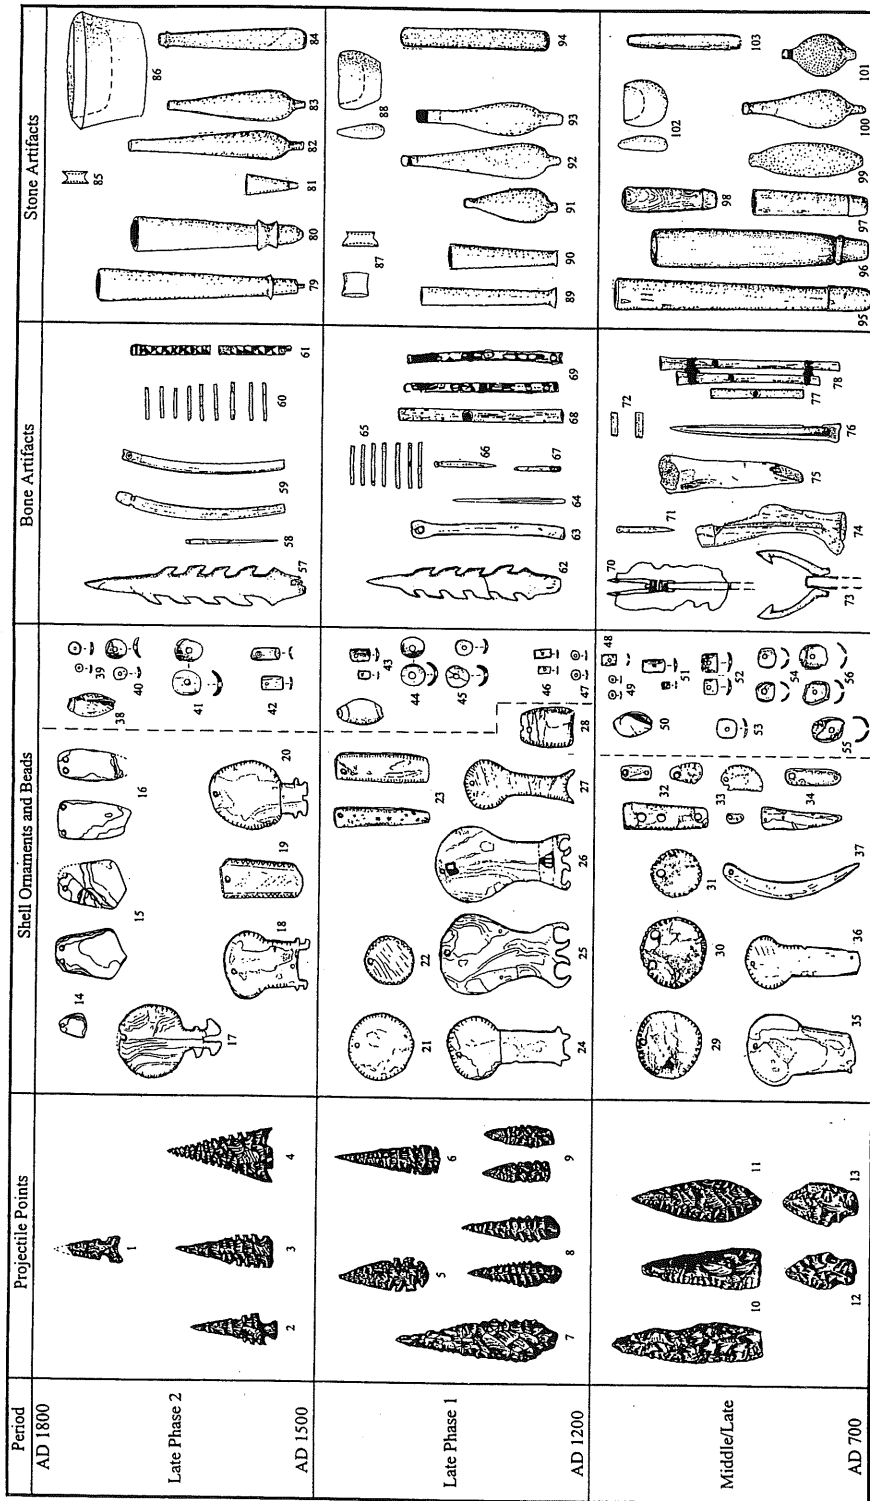 Period Projectile Points Shell Ornaments and Beads Bone Artifacts Stone Artifacts
AD 1800
Late Phase 2
AD 1500
1
2 3 4
14 15 16
17 18 19 20
38 39
40
41
42
57 58 59 60 61
85 86
79 80 81 82 83 84
Late Phase 1
AD 1200
5 6
7 8 9
21 22 23
24 25 26 27 28
43
44 45
46
47
65
66
62 63 64 67 68 69
87 88
89 90 91 92 93 94
Middle/Late
AD 700
10 11
12 13
29 30 31 32
33
34
35 36 37
48
49
50 51
52
53 54
55 56
70 71 72
73 74 75 76 77 78
98 102 103
95 96 97 99 100 101